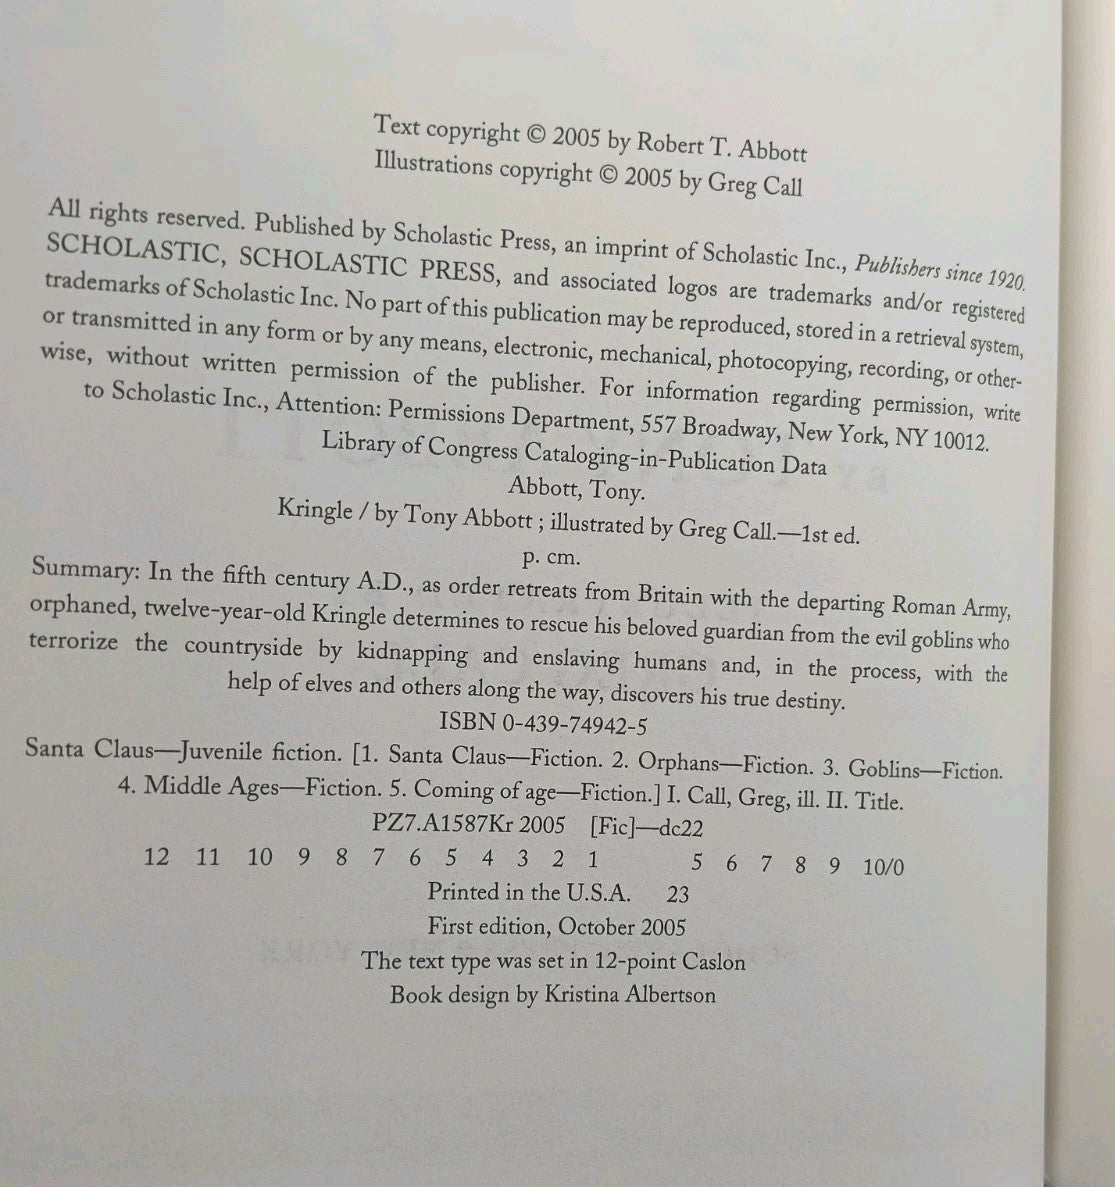 Text copyright © 2005 by Robert T. Abbott
Illustrations copyright © 2005 by Greg Call
All rights reserved. Published by Scholastic Press, an imprint of Scholastic Inc., Publishers since 1920.
SCHOLASTIC, SCHOLASTIC PRESS, and associated logos are trademarks and/or registered
trademarks of Scholastic Inc. No part of this publication may be reproduced, stored in a retrieval system,
or transmitted in any form or by any means, electronic, mechanical, photocopying, recording, or other-
wise, without written permission of the publisher. For information regarding permission, write
to Scholastic Inc., Attention: Permissions Department, 557 Broadway, New York, NY 10012.
Library of Congress Cataloging-in-Publication Data
Abbott, Tony.
Kringle / by Tony Abbott ; illustrated by Greg Call.—1st ed.
p. cm.
Summary: In the fifth century A.D., as order retreats from Britain with the departing Roman Army,
orphaned, twelve-year-old Kringle determines to rescue his beloved guardian from the evil goblins who
terrorize the countryside by kidnapping and enslaving humans and, in the process, with the
help of elves and others along the way, discovers his true destiny.
ISBN 0-439-74942-5
Santa Claus—Juvenile fiction. [1. Santa Claus—Fiction. 2. Orphans—Fiction. 3. Goblins—Fiction.
4. Middle Ages—Fiction. 5. Coming of age—Fiction.] I. Call, Greg, ill. II. Title.
PZ7.A1587Kr 2005 [Fic]—dc22
12 11 10 9 8 7 6 5 4 3 2 1 5 6 7 8 9 10/0
Printed in the U.S.A. 23
First edition, October 2005
The text type was set in 12-point Caslon
Book design by Kristina Albertson